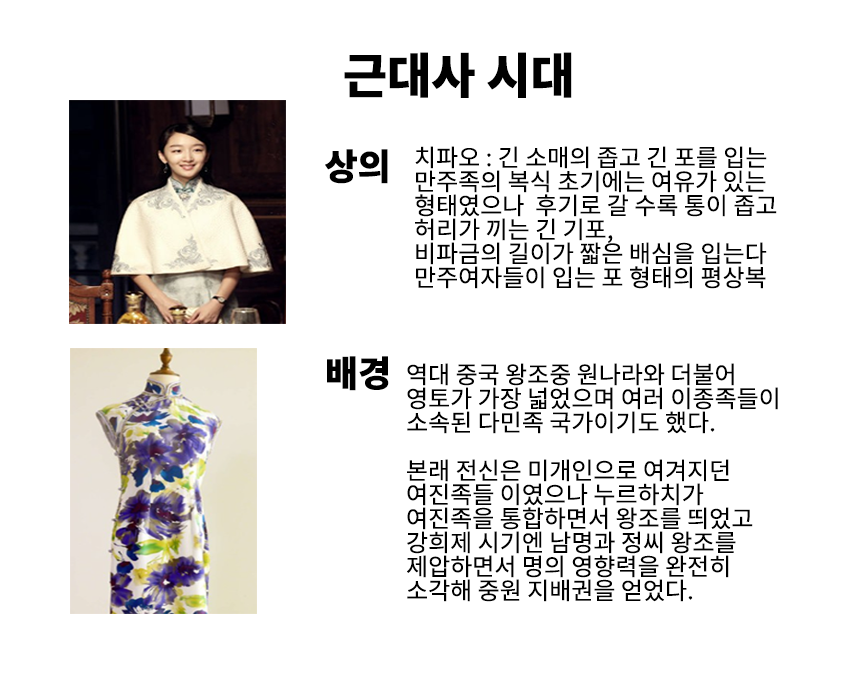 근대사 시대
상의
치파오 : 긴 소매의 좁고 긴 포를 입는
만주족의 복식 초기에는 여유가 있는
형태였으나 후기로 갈 수록 통이 좁고
허리가 끼는 긴 기포,
비파금의 길이가 짧은 배심을 입는다
만주여자들이 입는 포 형태의 평상복
배경
역대 중국 왕조중 원나라와 더불어
영토가 가장 넓었으며 여러 이종족들이
소속된 다민족 국가이기도 했다.
본래 전신은 미개인으로 여겨지던
여진족들 이였으나 누르하치가
여진족을 통합하면서 왕조를 띄었고
강희제 시기엔 남명과 정씨 왕조를
제압하면서 명의 영향력을 완전히
소각해 중원 지배권을 얻었다.